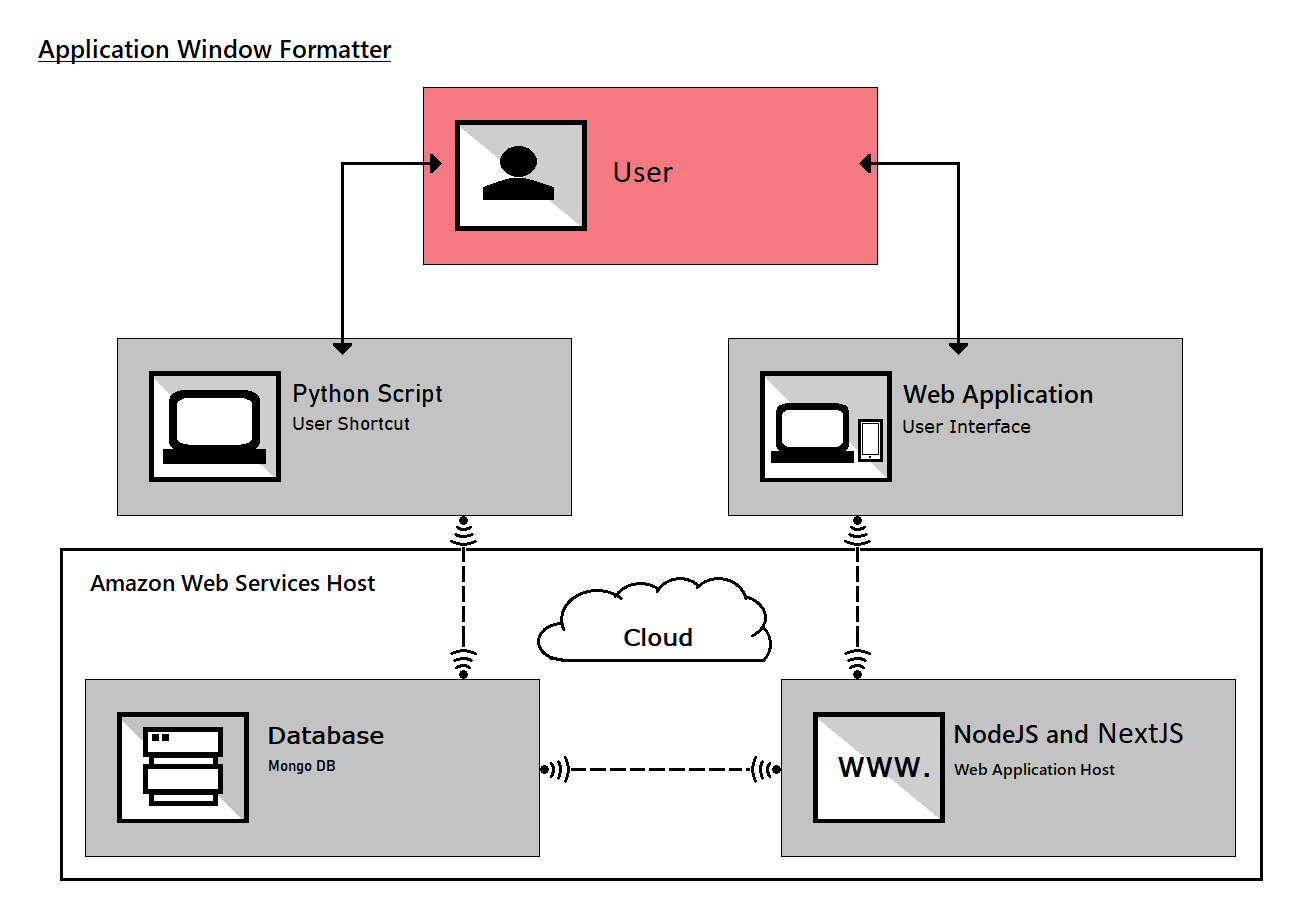 Application Window Formatter
User
Python Script
User Shortcut
Web Application
User Interface
Amazon Web Services Host
Cloud
Database
Mongo DB
NodeJS and NextJS
www.
Web Application Host